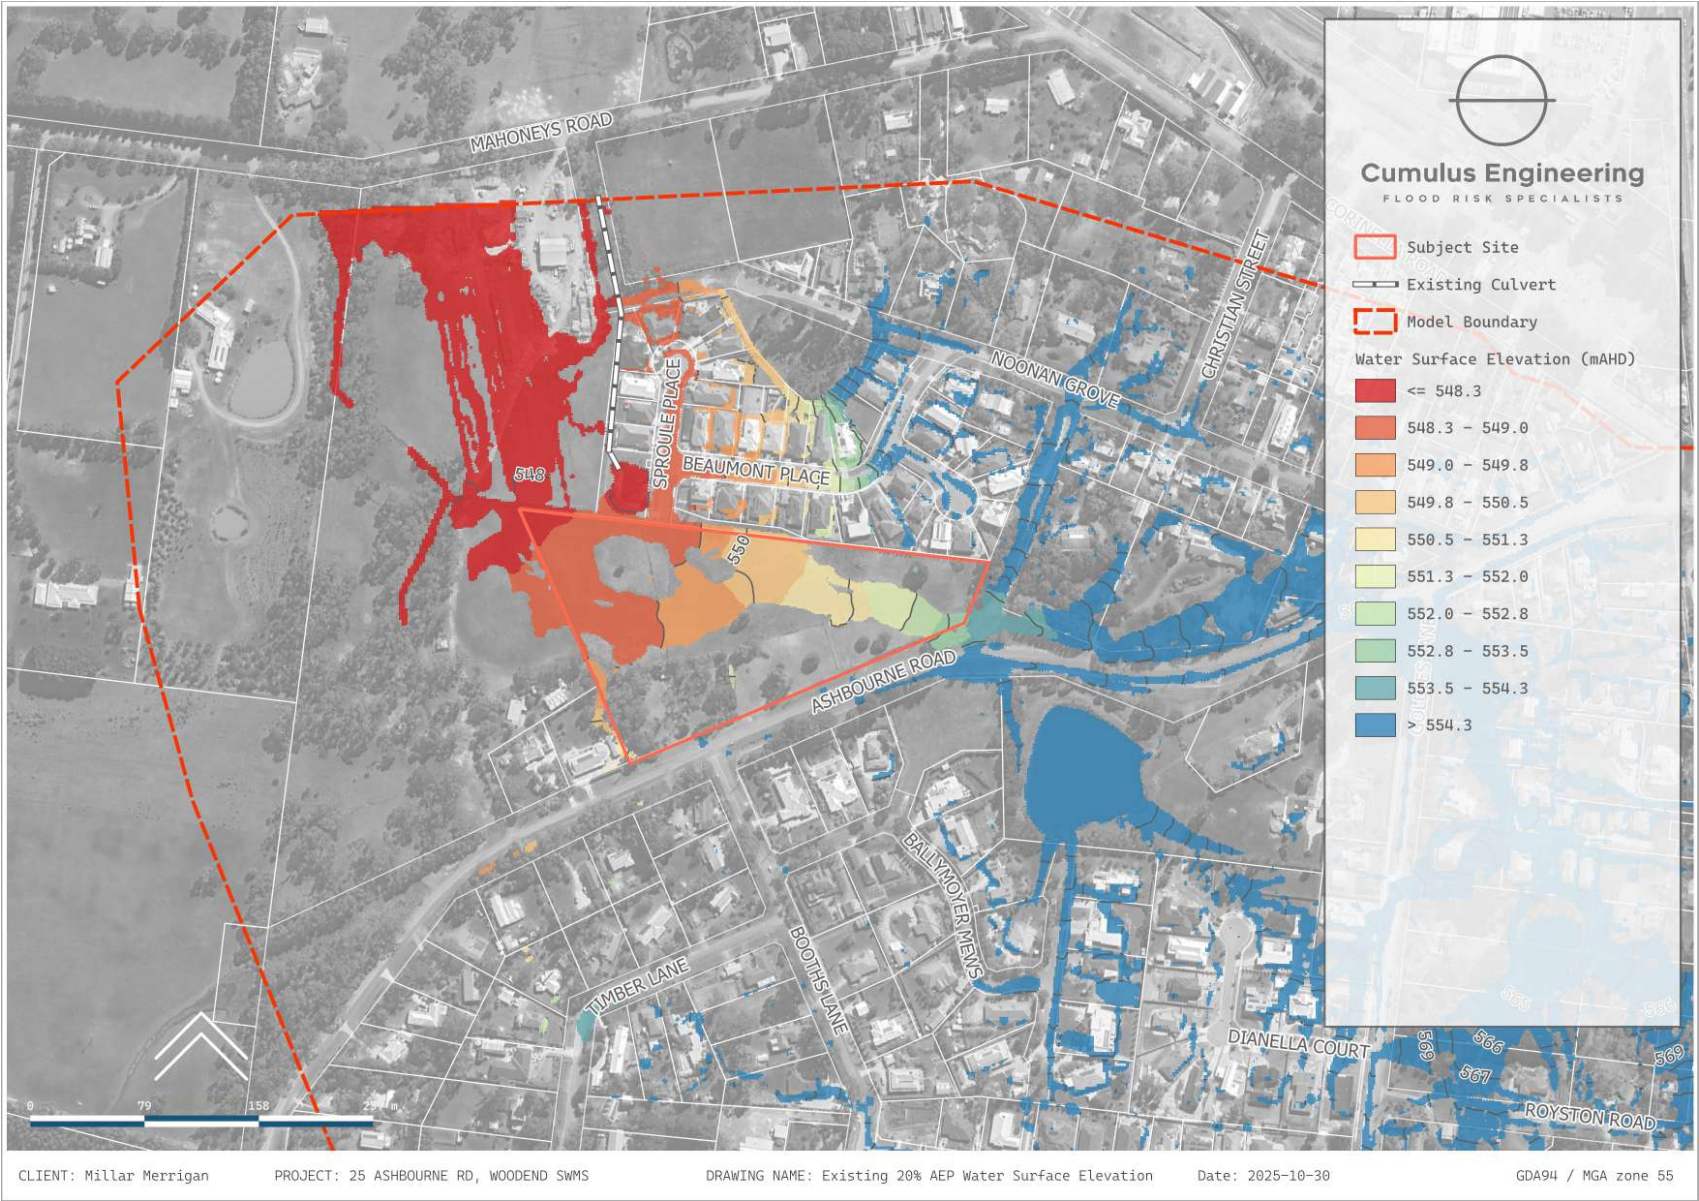 MAHONEYS ROAD
NOONAN GROVE
CHRISTIAN STREET
SPROULE PLACE
BEAUMONT PLACE
548
550
ASHBOURNE ROAD
BALLYMOYER MEWS
BOOTHS LANE
TIMBER LANE
DIANELLA COURT
ROYSTON ROAD
565
566
569
566
567
569
Cumulus Engineering
FLOOD RISK SPECIALISTS
Subject Site
Existing Culvert
Model Boundary
Water Surface Elevation (mAHD)
<= 548.3
548.3 - 549.0
549.0 - 549.8
549.8 - 550.5
550.5 - 551.3
551.3 - 552.0
552.0 - 552.8
552.8 - 553.5
553.5 - 554.3
> 554.3
0 79 158 m
CLIENT: Millar Merrigan PROJECT: 25 ASHBOURNE RD, WOODEND SWMS DRAWING NAME: Existing 20% AEP Water Surface Elevation Date: 2025-10-30 GDA94 / MGA zone 55